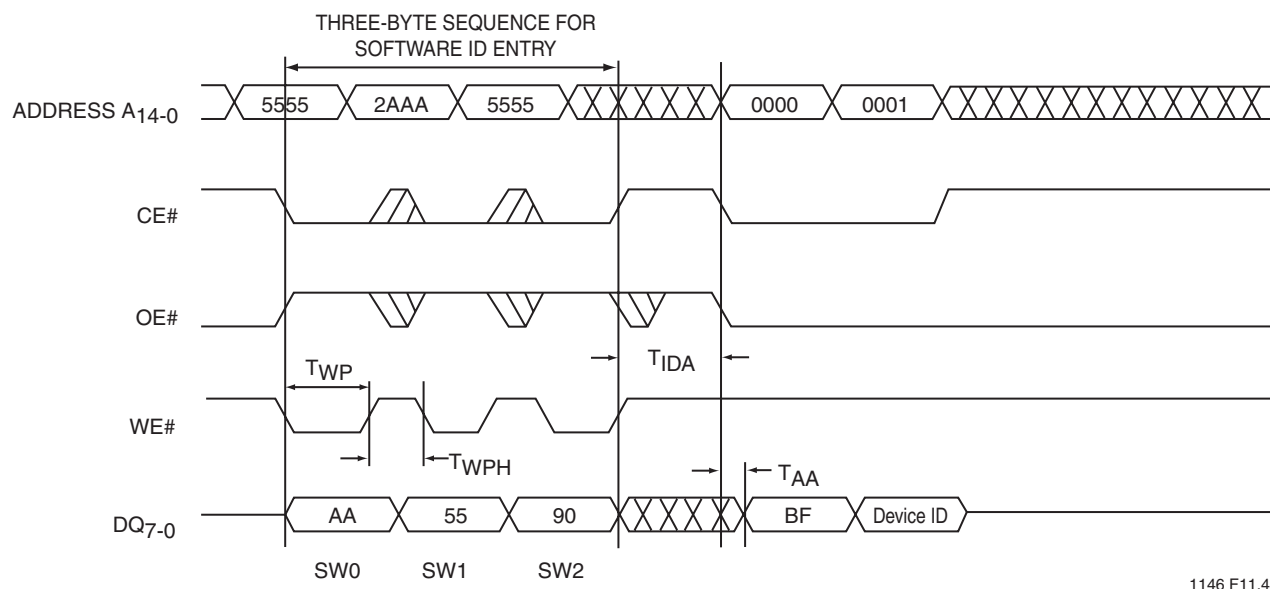 THREE-BYTE SEQUENCE FOR
SOFTWARE ID ENTRY
ADDRESS A14-0
5555
2AAA
5555
0000
0001
CE#
OE#
TWP
TIDA
WE#
TWPH
TAA
DQ7-0
AA
55
90
BF
Device ID
SW0
SW1
SW2
1146 F11.4